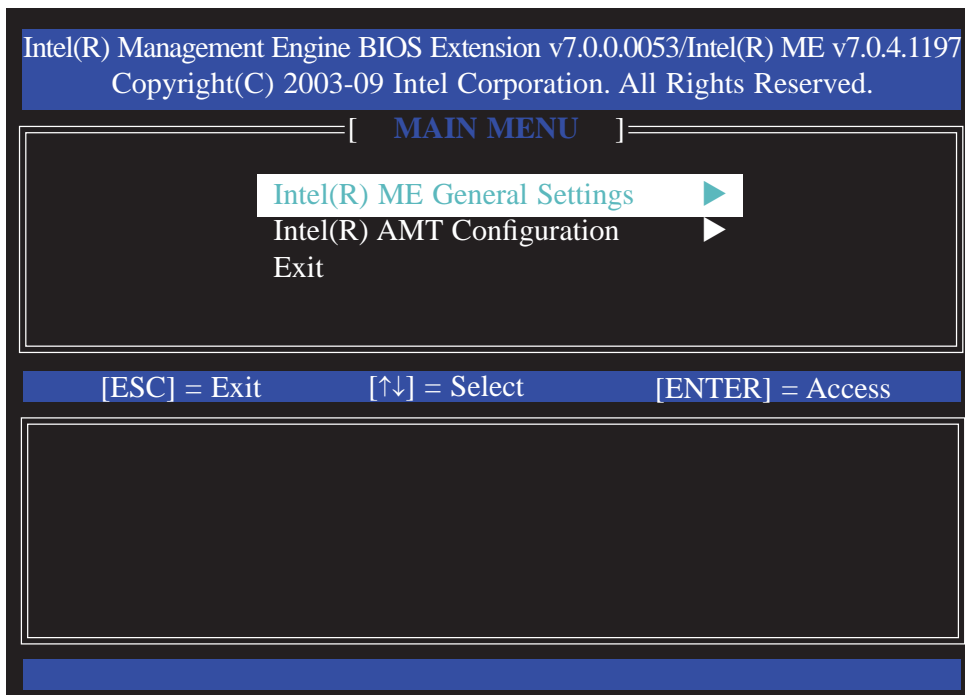 Intel(R) Management Engine BIOS Extension v7.0.0.0053/Intel(R) ME v7.0.4.1197
Copyright(C) 2003-09 Intel Corporation. All Rights Reserved.
[ MAIN MENU ]
Intel(R) ME General Settings ▶
Intel(R) AMT Configuration ▶
Exit
[ESC] = Exit [↑↓] = Select [ENTER] = Access